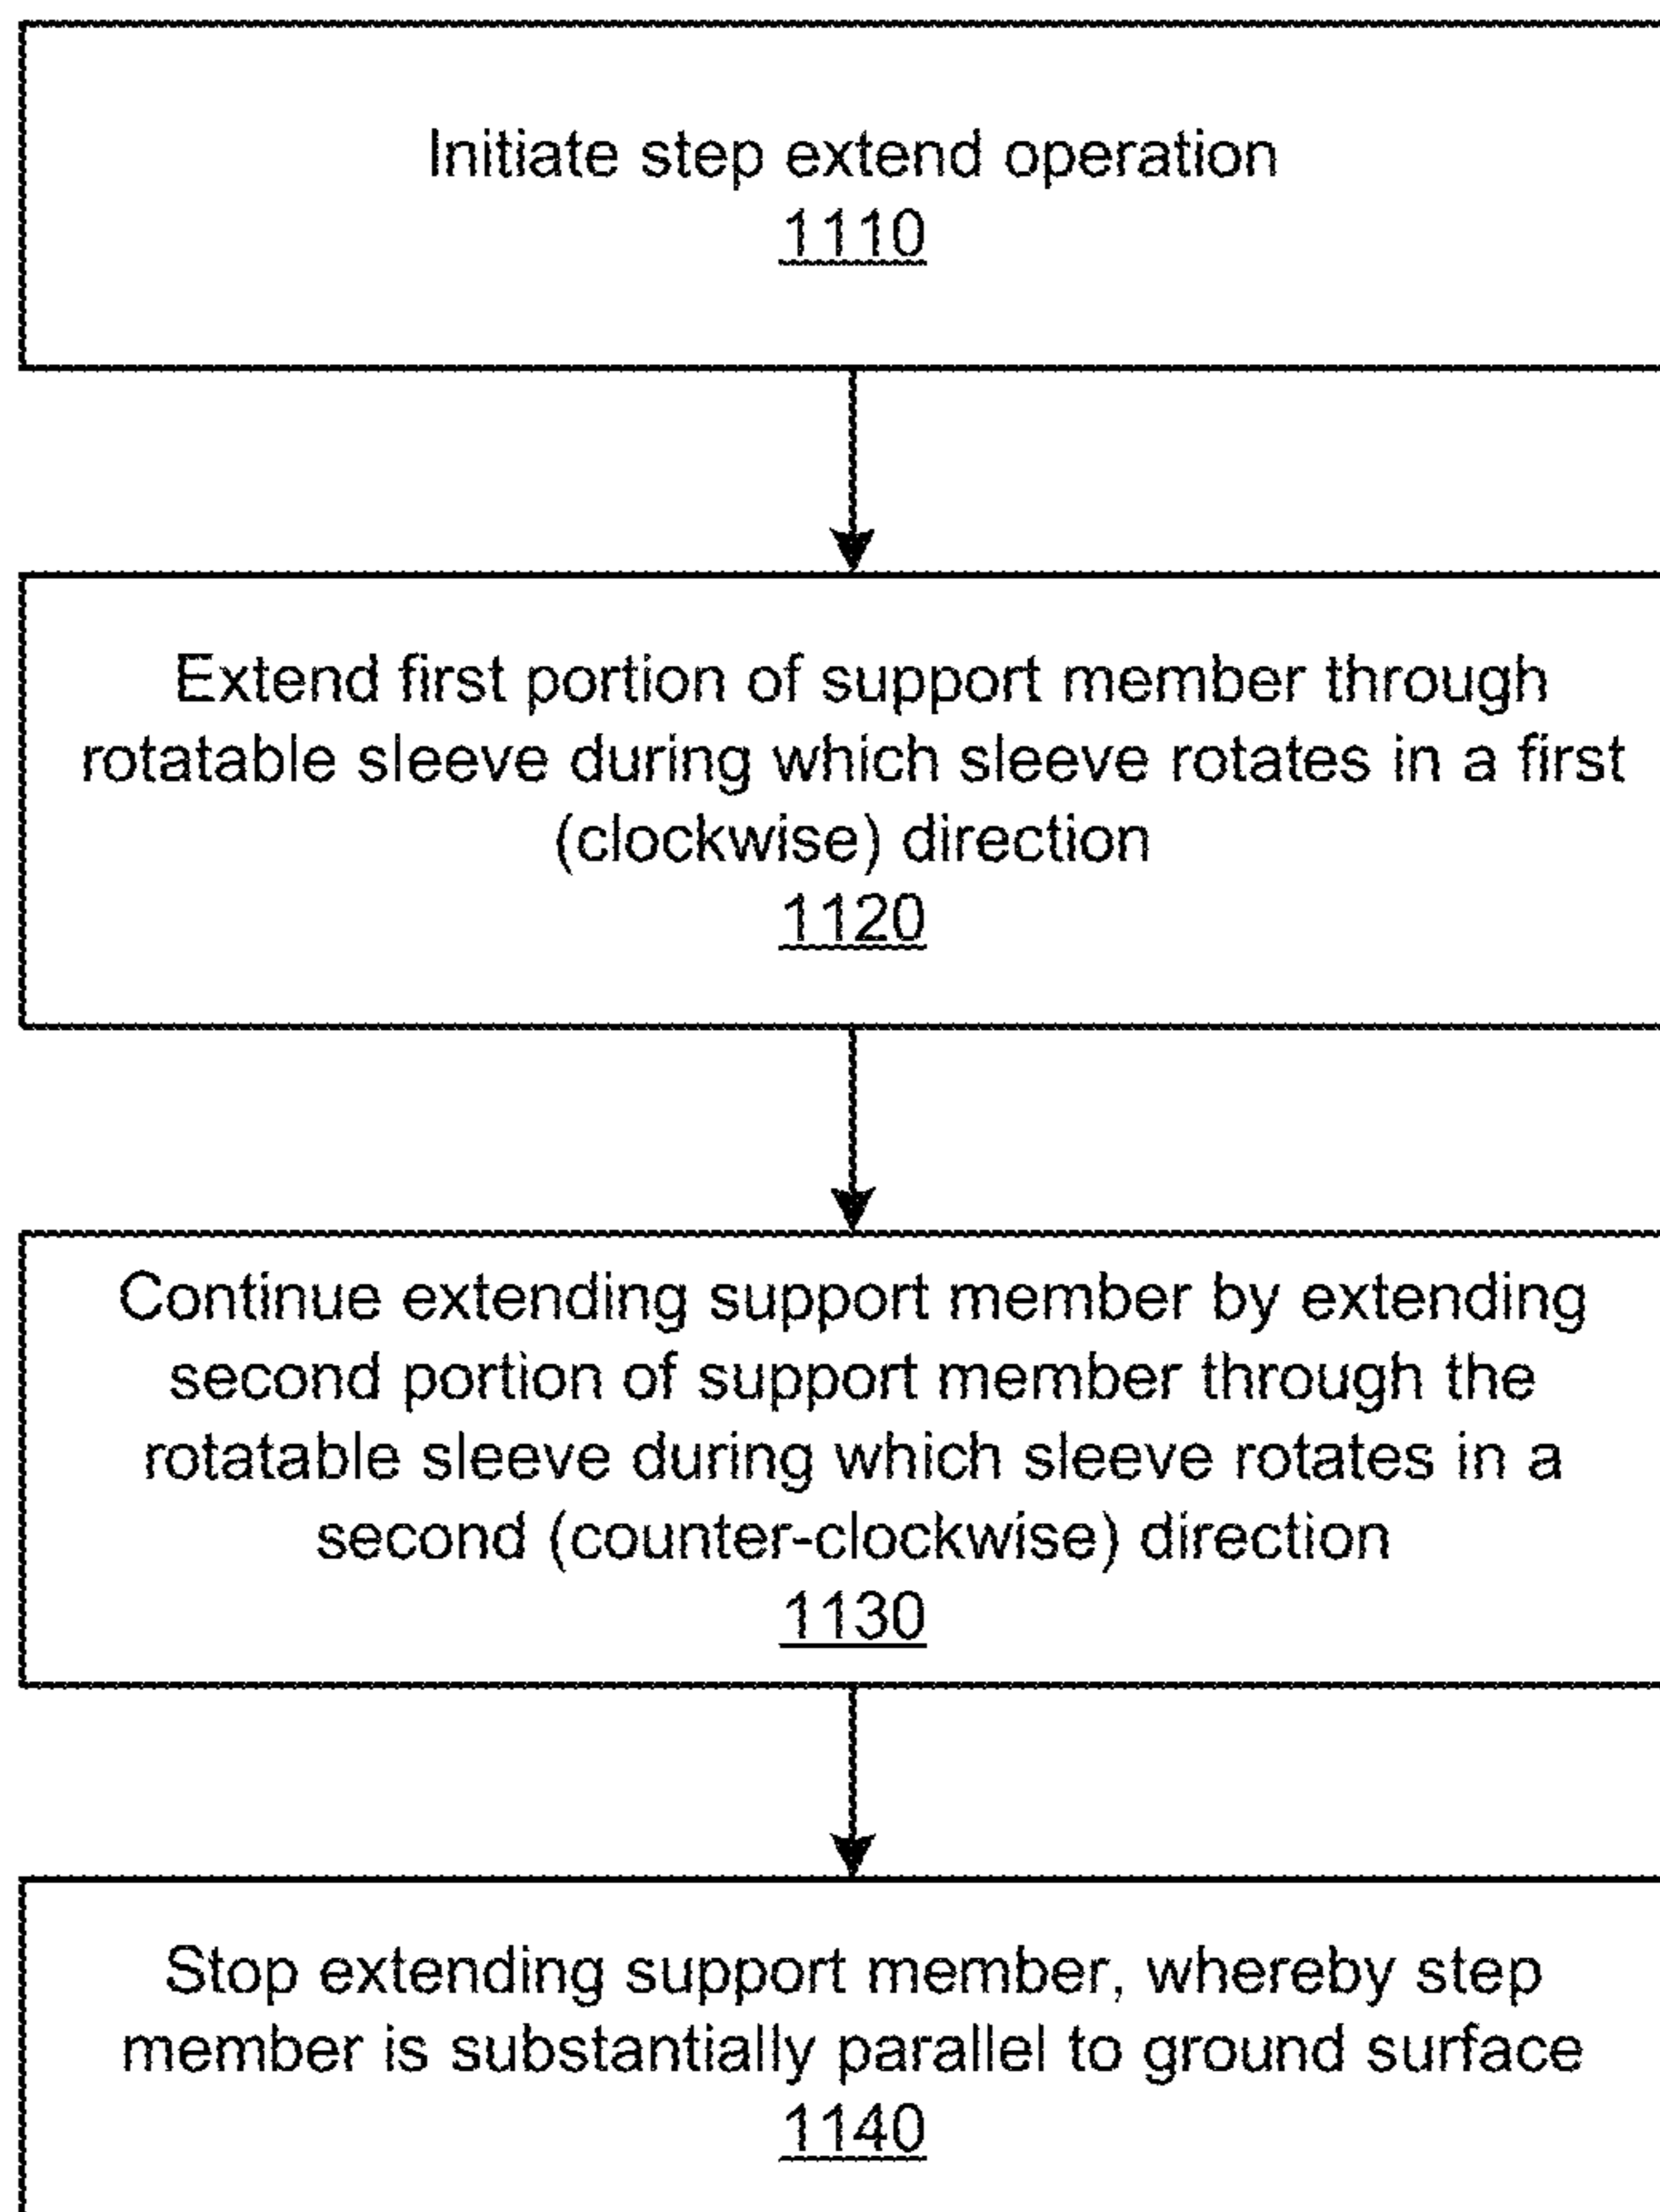 Initiate step extend operation
1110
Extend first portion of support member through
rotatable sleeve during which sleeve rotates in a first
(clockwise) direction
1120
Continue extending support member by extending
second portion of support member through the
rotatable sleeve during which sleeve rotates in a
second (counter-clockwise) direction
1130
Stop extending support member, whereby step
member is substantially parallel to ground surface
1140